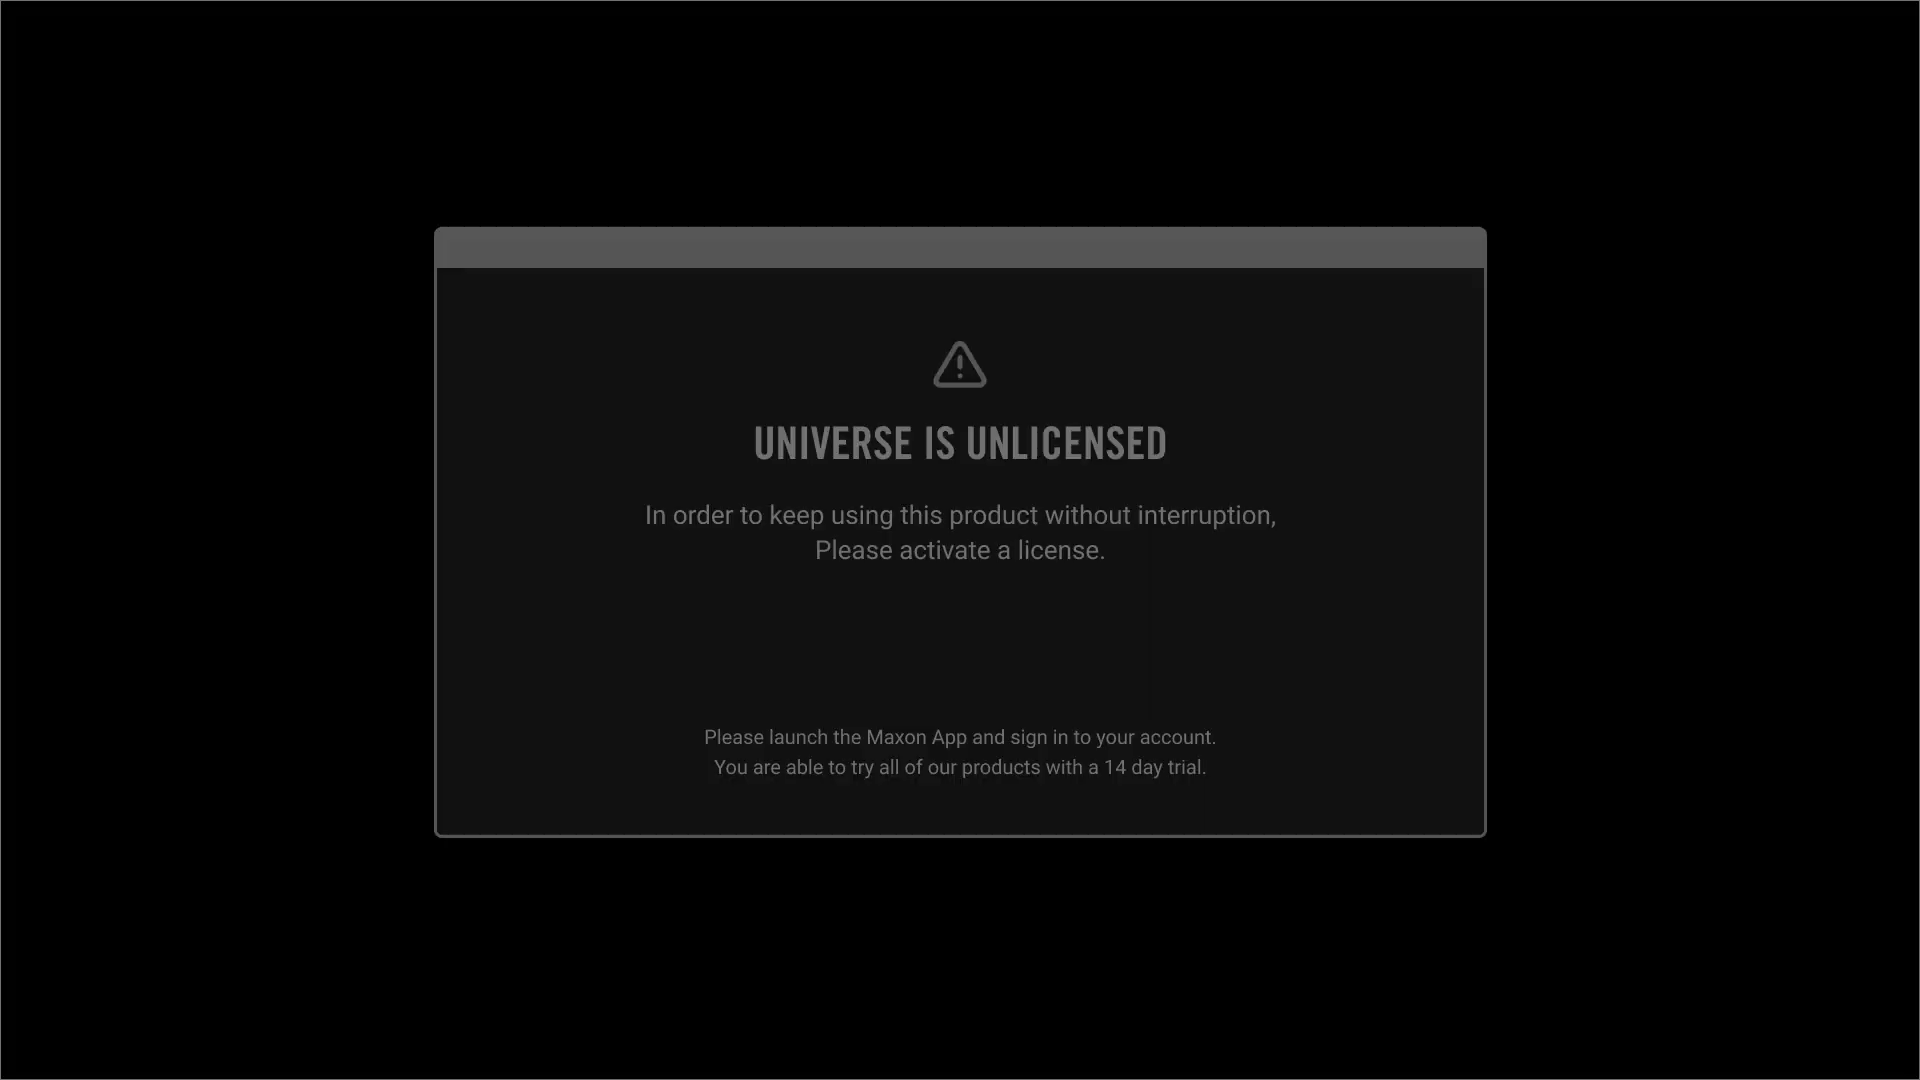 UNIVERSE IS UNLICENSED
In order to keep using this product without interruption,
Please activate a license.
Please launch the Maxon App and sign in to your account.
You are able to try all of our products with a 14 day trial.